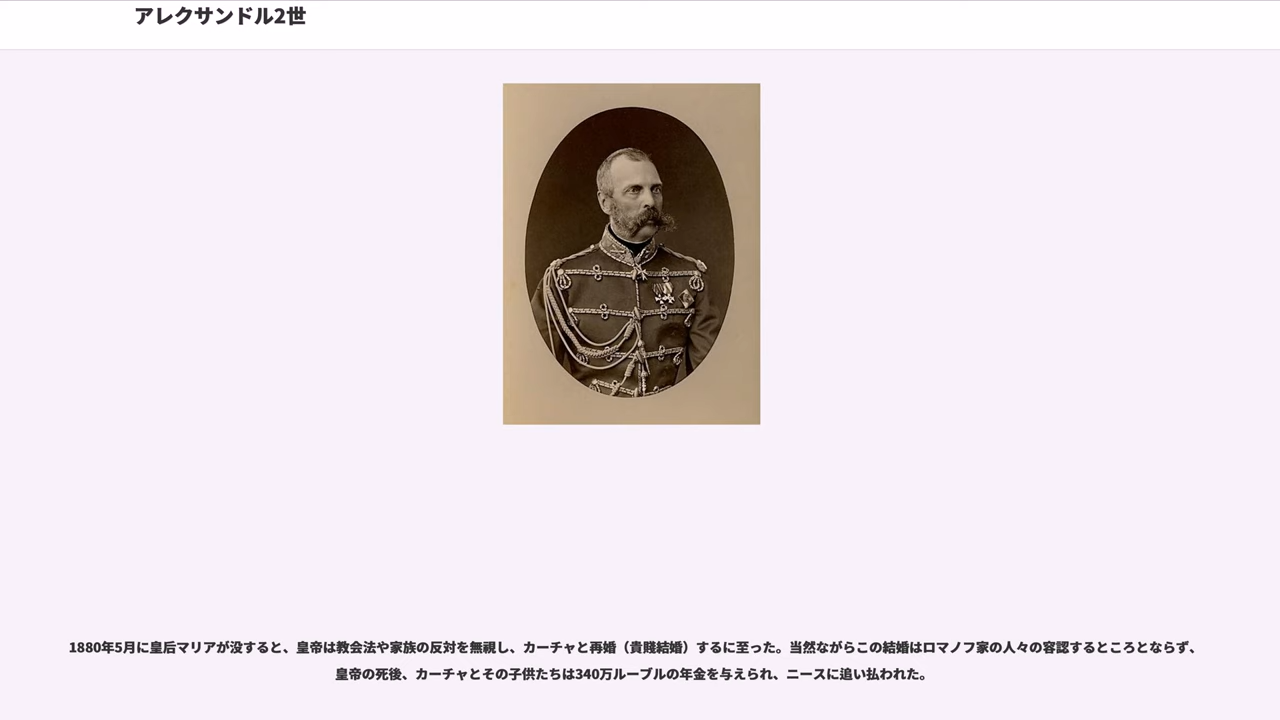 アレクサンドル2世
1880年5月に皇后マリアが没すると、皇帝は教会法や家族の反対を無視し、カーチャと再婚（貴賤結婚）するに至った。当然ながらこの結婚はロマノフ家の人々の容認するところとならず、
皇帝の死後、カーチャとその子供たちは340万ルーブルの年金を与えられ、ニースに追い払われた。